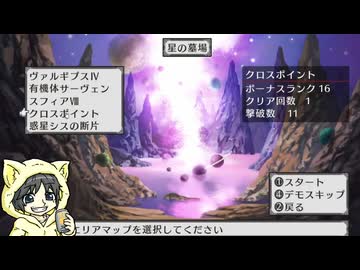 星の墓場
ヴァルギブスⅣ
有機体サーヴェン
スフィアⅧ
クロスポイント
惑星シスの断片
クロスポイント
ボーナスランク 16
クリア回数 1
撃破数 11
①スタート
④デモスキップ
②戻る
エリアマップを選択してください